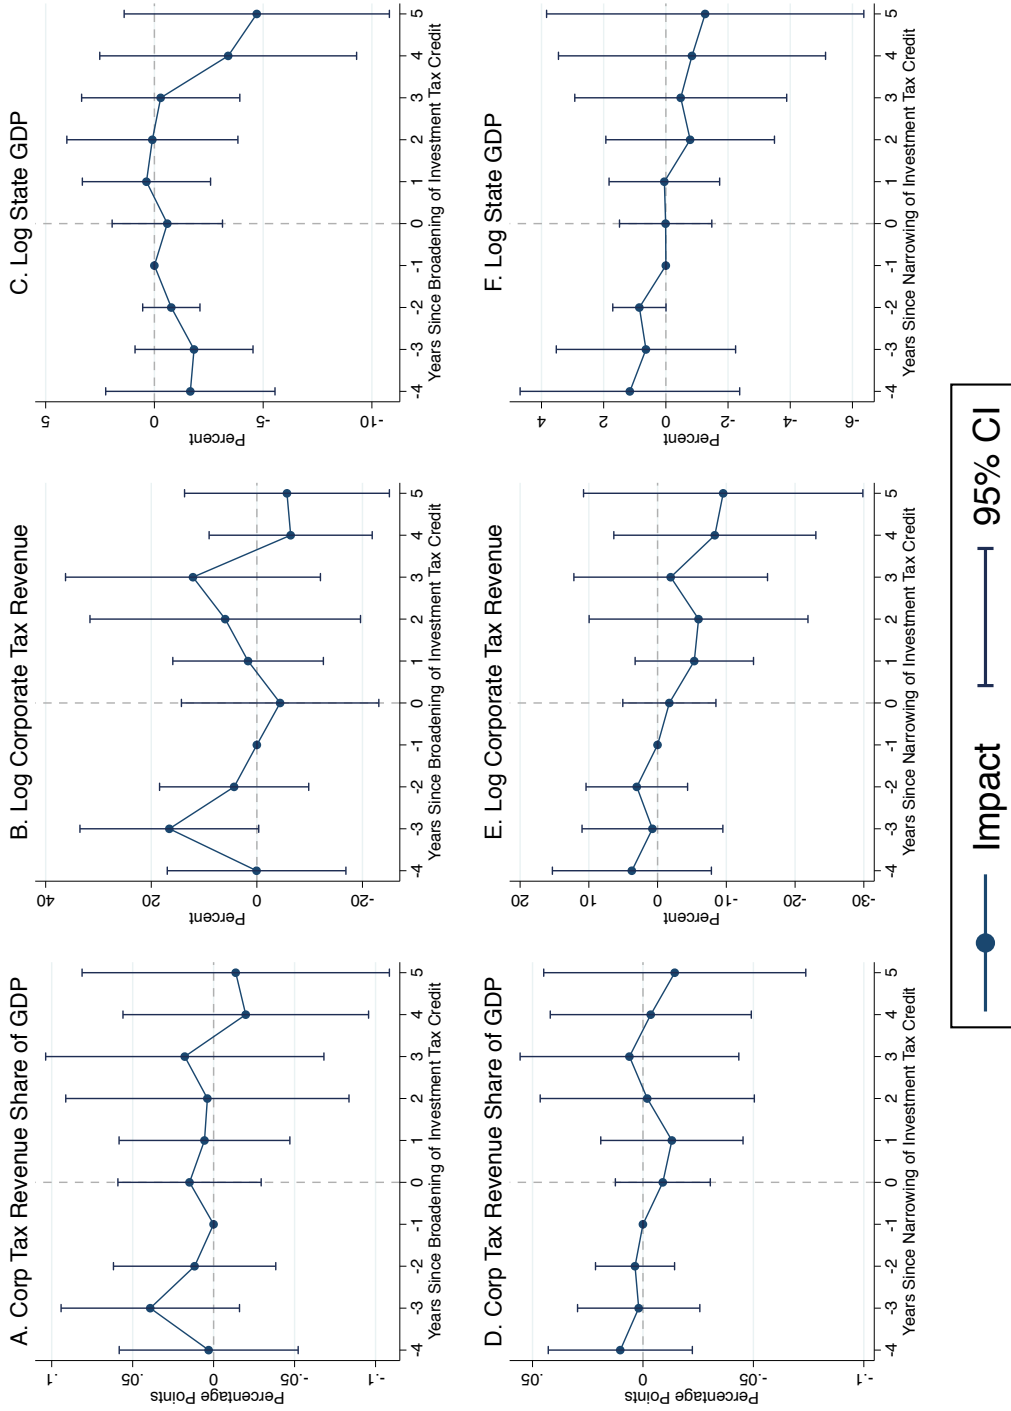 A. Corp Tax Revenue Share of GDP
Percentage Points
.1
.05
0
-.05
-.1
-4 -3 -2 -1 0 1 2 3 4 5
Years Since Broadening of Investment Tax Credit
B. Log Corporate Tax Revenue
Percent
40
20
0
-20
-4 -3 -2 -1 0 1 2 3 4 5
Years Since Broadening of Investment Tax Credit
C. Log State GDP
Percent
5
0
-5
-10
-4 -3 -2 -1 0 1 2 3 4 5
Years Since Broadening of Investment Tax Credit
D. Corp Tax Revenue Share of GDP
Percentage Points
.05
0
-.05
-.1
-4 -3 -2 -1 0 1 2 3 4 5
Years Since Narrowing of Investment Tax Credit
E. Log Corporate Tax Revenue
Percent
20
10
0
-10
-20
-30
-4 -3 -2 -1 0 1 2 3 4 5
Years Since Narrowing of Investment Tax Credit
F. Log State GDP
Percent
4
2
0
-2
-4
-6
-4 -3 -2 -1 0 1 2 3 4 5
Years Since Narrowing of Investment Tax Credit
Impact 95% CI